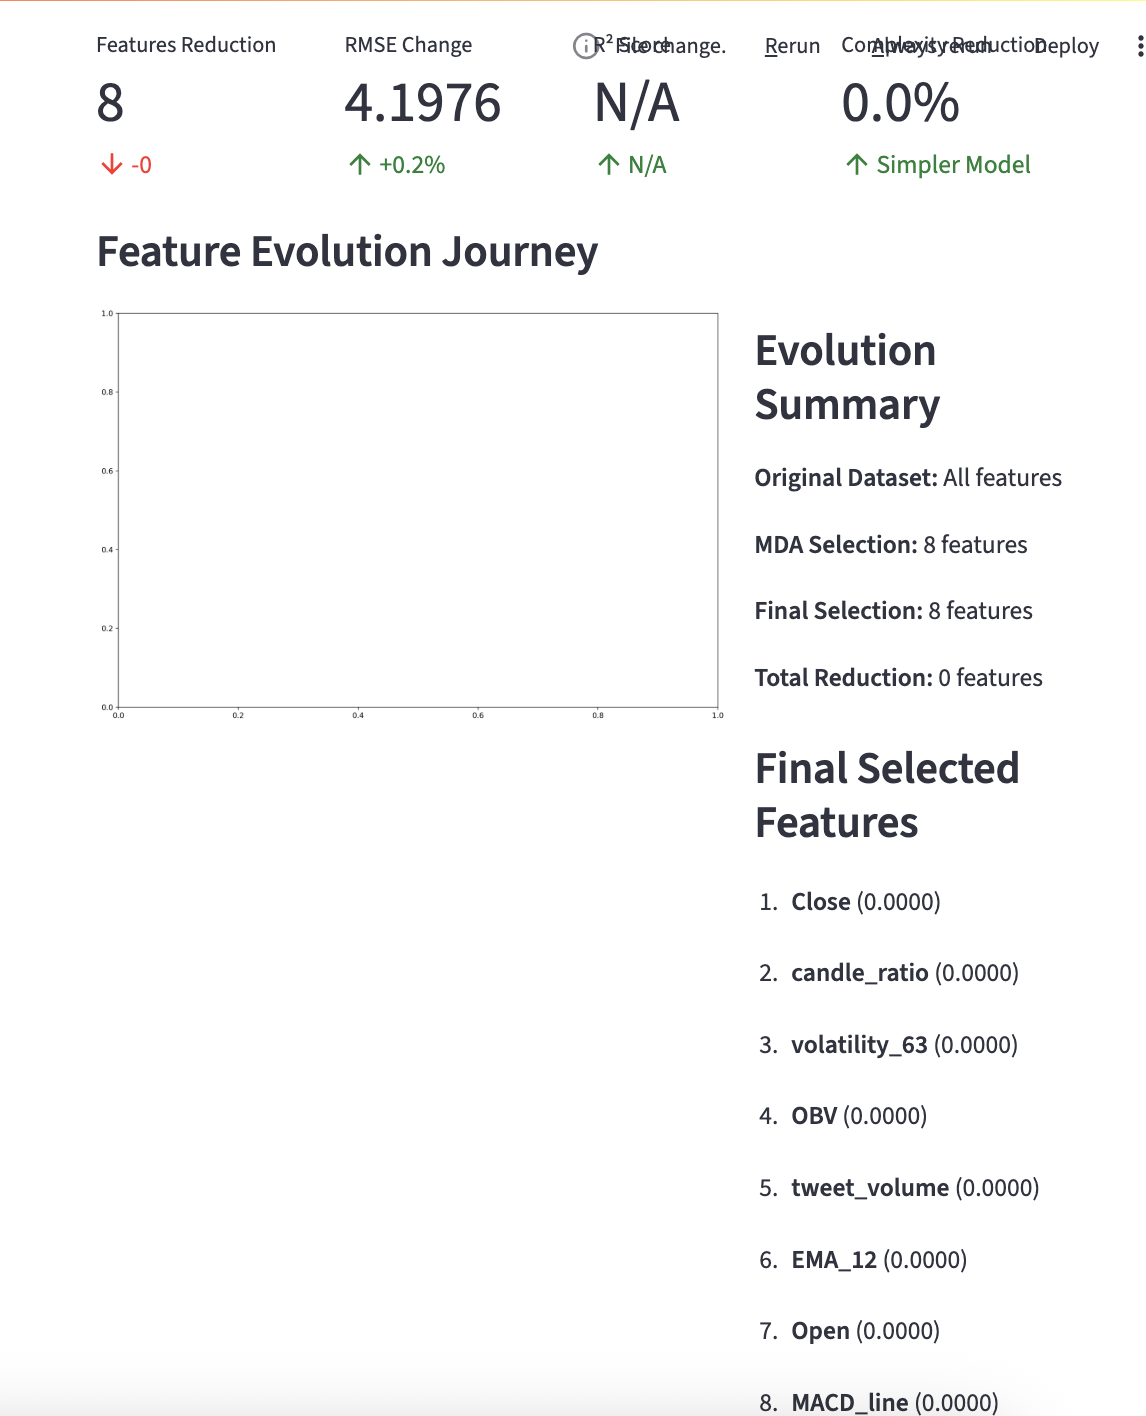 Features Reduction
RMSE Change
R² Score
File change.
Rerun
Always rerun
Complexity Reduction
Deploy
8
4.1976
N/A
0.0%
-0
+0.2%
N/A
Simpler Model
Feature Evolution Journey
1.0
0.8
0.6
0.4
0.2
0.0
0.0 0.2 0.4 0.6 0.8 1.0
Evolution
Summary
Original Dataset: All features
MDA Selection: 8 features
Final Selection: 8 features
Total Reduction: 0 features
Final Selected
Features
1. Close (0.0000)
2. candle_ratio (0.0000)
3. volatility_63 (0.0000)
4. OBV (0.0000)
5. tweet_volume (0.0000)
6. EMA_12 (0.0000)
7. Open (0.0000)
8. MACD_line (0.0000)